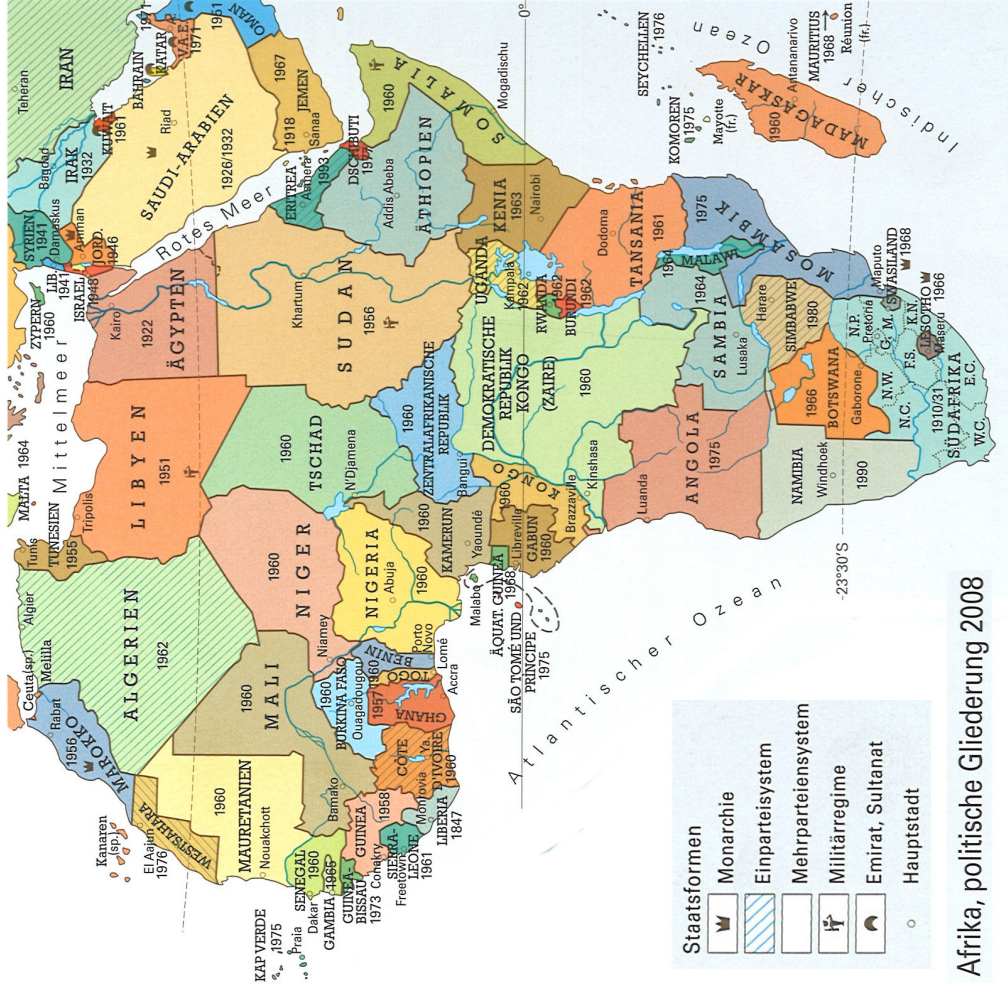 Afrika, politische Gliederung 2008
Staatsformen
Monarchie
Einparteisystem
Mehrparteiensystem
Militärregime
Emirat, Sultanat
Hauptstadt
Kanaren
(sp.)
MAROKKO
1956
Rabat
Ceuta(sp.)
Melilla
ALGERIEN
1962
Algier
TUNESIEN
1955
Tunis
MALTA 1964
Mittelmeer
LIBYEN
1951
Tripolis
ÄGYPTEN
1922
Kairo
ZYPERN
1960
LIB.
1941
ISRAEL
1948
SYRIEN
1941
Damaskus
JORD.
1946
Amman
IRAK
1932
Bagdad
IRAN
Teheran
KUWAIT
1961
BAHRAIN
1971
KATAR
V.A.E.
1971
OMAN
1951
SAUDI-ARABIEN
1926/1932
Riad
JEMEN
1918
1967
Sanaa
Rotes Meer
WESTSAHARA
El Aaiun
1976
MAURETANIEN
1960
Nouakchott
MALI
1960
Bamako
NIGER
1960
Niamey
TSCHAD
1960
N'Djamena
SUDAN
1956
Khartum
ERITREA
Asmera
1993
DSCHIBUTI
1977
ÄTHIOPIEN
Addis Abeba
SOMALIA
1960
Mogadischu
KAP VERDE
1975
Praia
SENEGAL
1960
Dakar
GAMBIA 1965
GUINEA-
BISSAU
1973
GUINEA
1958
Conakry
SIERRA-
LEONE
1961
Freetown
LIBERIA
1847
Monrovia
CÔTE
D'IVOIRE
1960
Ya.
BURKINA FASO
1960
Ouagadougou
GHANA
1957
Accra
TOGO
1960
Lomé
BENIN
Porto
Novo
NIGERIA
1960
Abuja
KAMERUN
1960
Yaoundé
ZENTRALAFRIKANISCHE
REPUBLIK
1960
Bangui
ÄQUAT. GUINEA
1968
Malabo
SÃO TOMÉ UND
PRINCIPE
1975
GABUN
1960
Libreville
KONGO
1960
Brazzaville
DEMOKRATISCHE
REPUBLIK
KONGO
(ZAIRE)
1960
Kinshasa
UGANDA
Kampala
1962
KENIA
1963
Nairobi
RWANDA
1962
BURUNDI
1962
TANSANIA
1961
Dodoma
0°
SEYCHELLEN
1976
Indischer Ozean
KOMOREN
1975
Mayotte
(fr.)
ANGOLA
1975
Luanda
SAMBIA
1964
Lusaka
MALAWI
1964
MOSAMBIK
1975
Maputo
MADAGASKAR
1960
Antananarivo
MAURITIUS
1968
Réunion
(fr.)
SIMBABWE
1980
Harare
NAMIBIA
1990
Windhoek
BOTSWANA
1966
Gaborone
SWASILAND
1968
LESOTHO
1966
Maseru
SÜDAFRIKA
1910/31
Pretoria
N.P.
G.
M.
N.W.
F.S.
K.N.
N.C.
E.C.
W.C.
Atlantischer Ozean
23°30'S